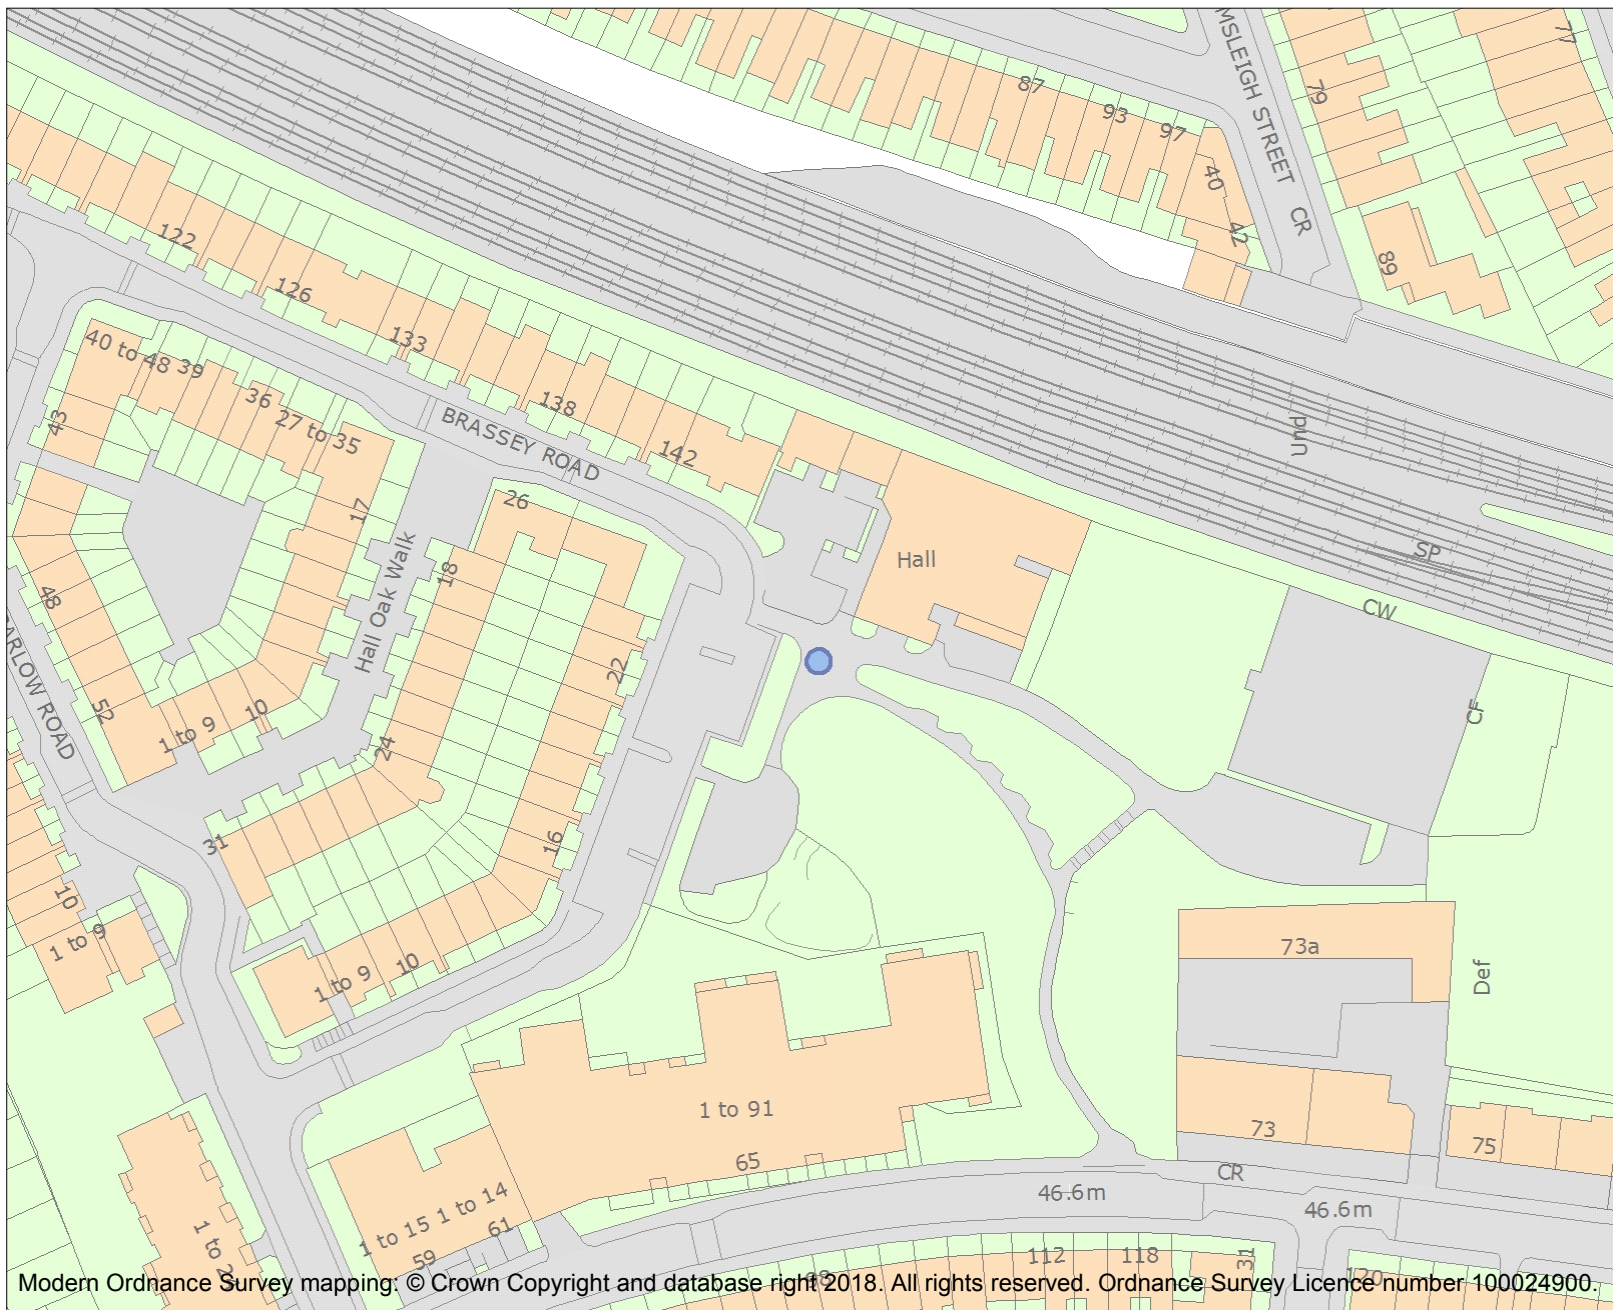 87
93
97
40
42
MSLEIGH STREET
CR
79
77
89
122
126
133
138
142
BRASSEY ROAD
40 to 48 39
36
27 to 35
43
17
26
18
Hall Oak Walk
48
52
1 to 9
10
24
22
16
31
ARLOW ROAD
10
1 to 9
1 to 9
10
Hall
Und
SP
CW
CF
Def
73a
73
75
1 to 91
65
1 to 15 1 to 14
59
61
CR
46.6m
46.6m
112
118
31
Modern Ordnance Survey mapping: © Crown Copyright and database right 2018. All rights reserved. Ordnance Survey Licence number 100024900.